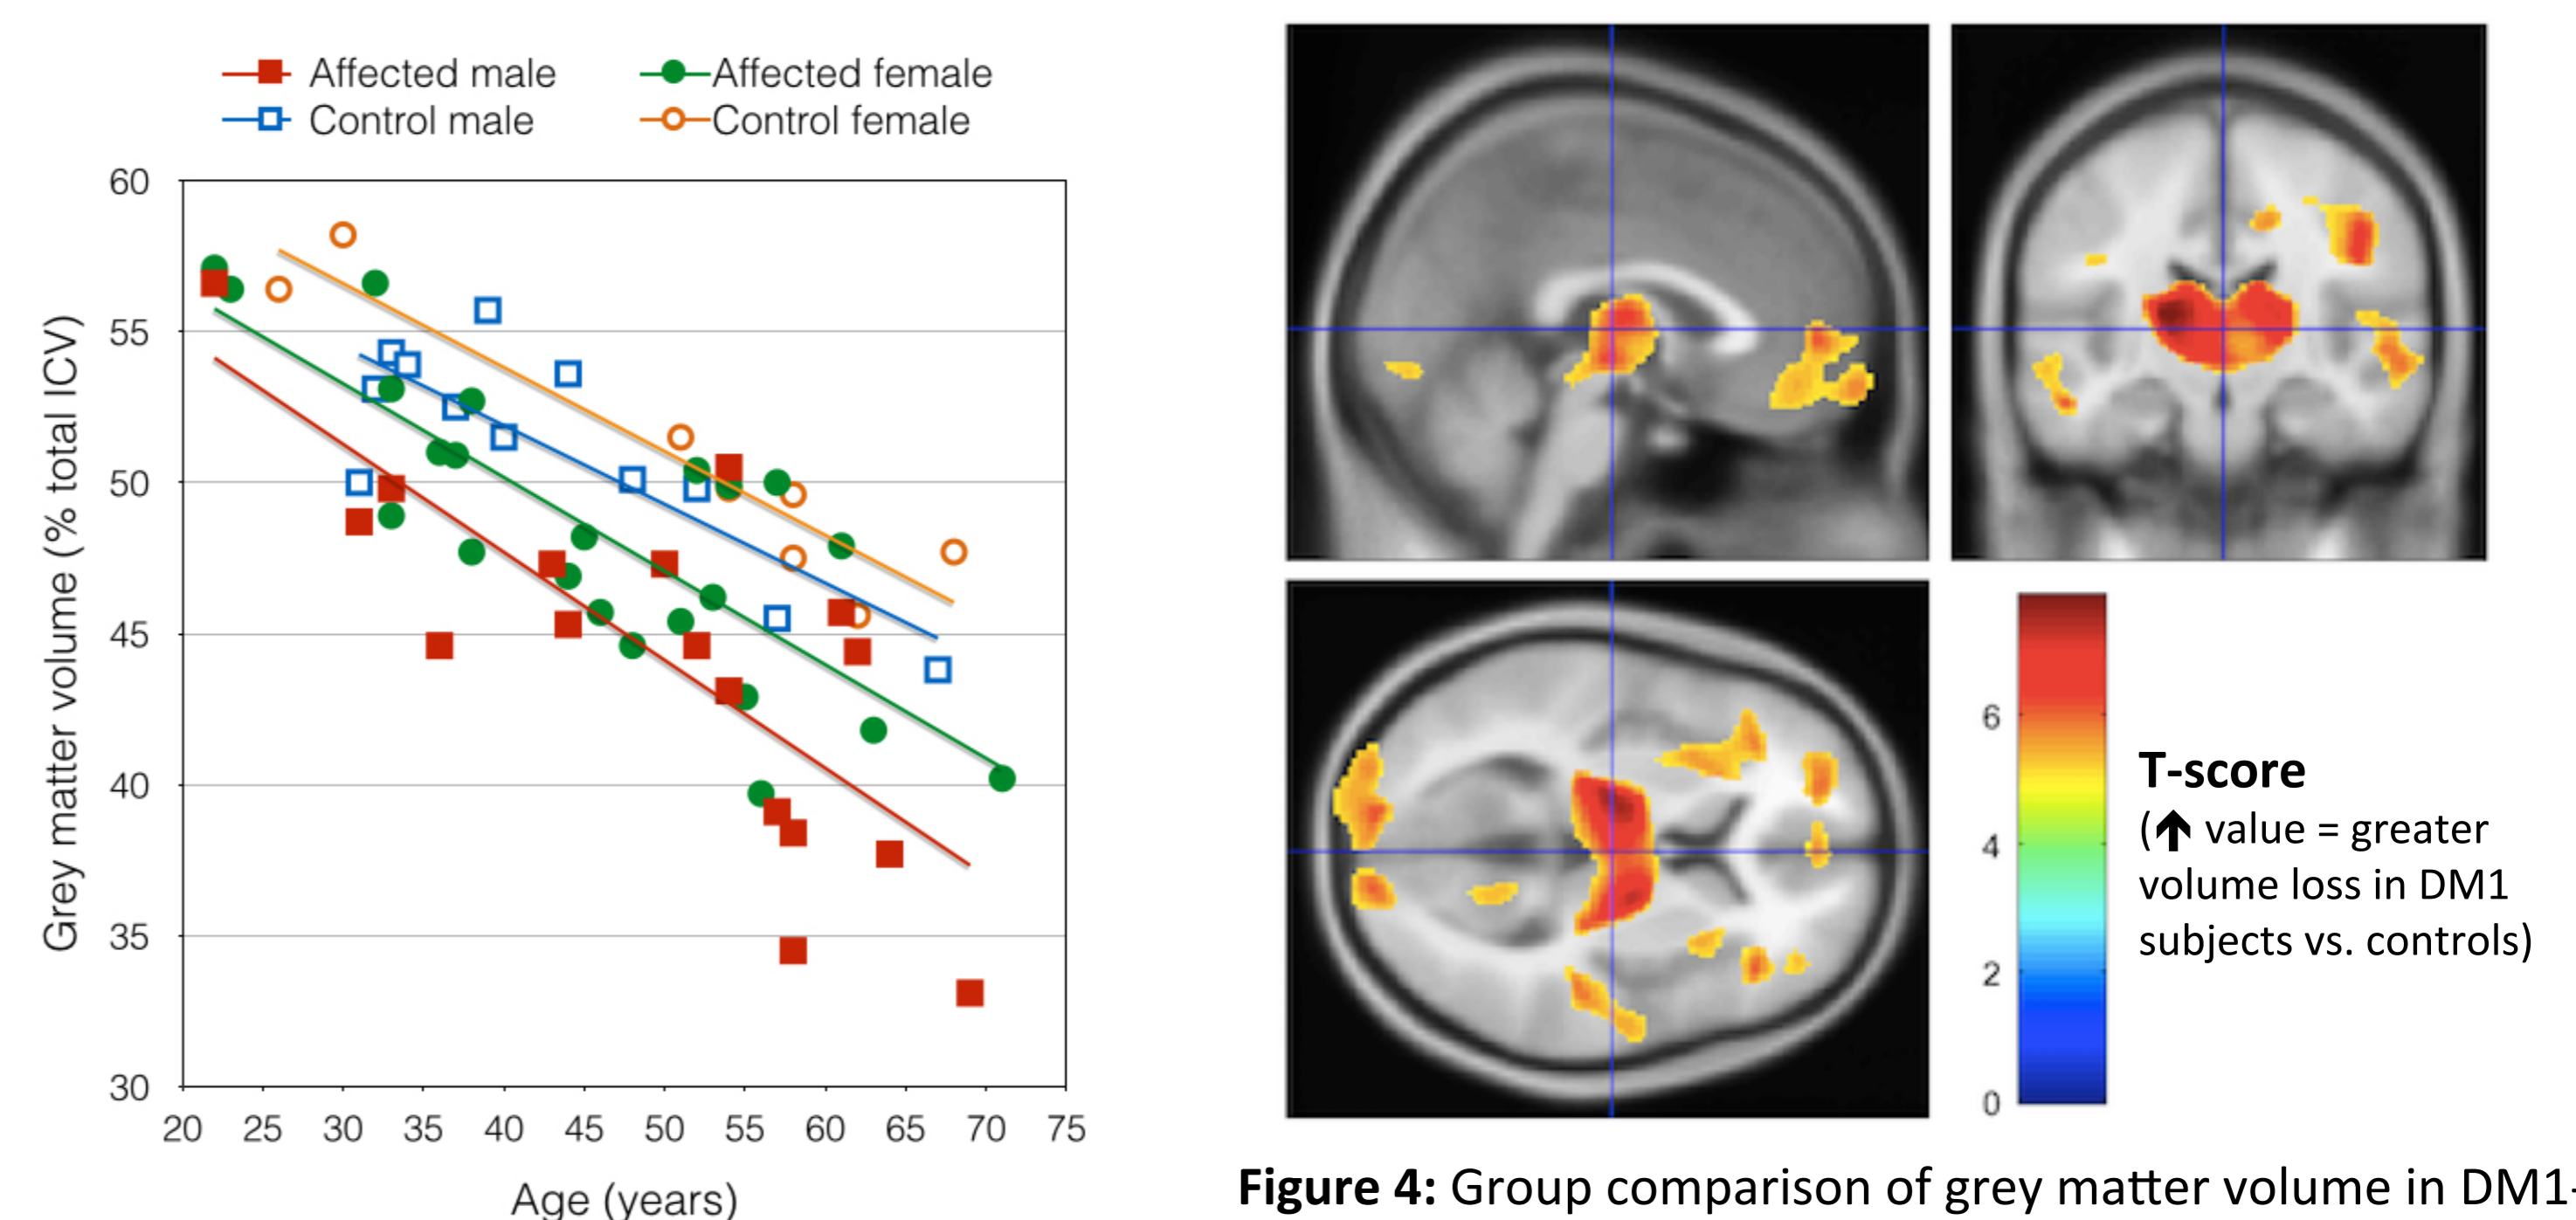 Affected male
Affected female
Control male
Control female
60
55
50
45
40
35
30
Grey matter volume (% total ICV)
20 25 30 35 40 45 50 55 60 65 70 75
Age (years)
6
4
2
0
T-score
(🡅 value = greater
volume loss in DM1
subjects vs. controls)
Figure 4: Group comparison of grey matter volume in DM1-